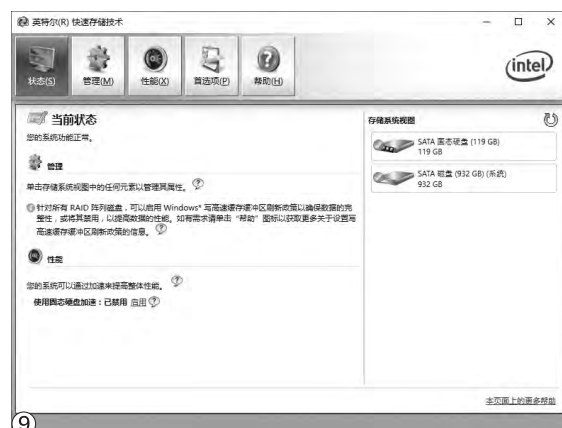 英特尔(R) 快速存储技术
状态(S)
管理(M)
性能(X)
首选项(P)
帮助(H)
intel
当前状态
您的系统功能正常。
管理
单击存储系统视图中的任何元素以管理其属性。
针对所有 RAID 阵列磁盘，可以启用 Windows* 写高速缓存缓冲区刷新政策以确保数据的完
整性，或将其禁用，以提高数据的性能。如有需求请单击“帮助”图标以获取更多关于设置写
高速缓存缓冲区刷新政策的信息。
性能
您的系统可以通过加速来提高整体性能。
使用固态硬盘加速：已禁用 启用
存储系统视图
SATA 固态硬盘 (119 GB)
119 GB
SATA 磁盘 (932 GB) (系统)
932 GB
本页面上的更多帮助
⑨